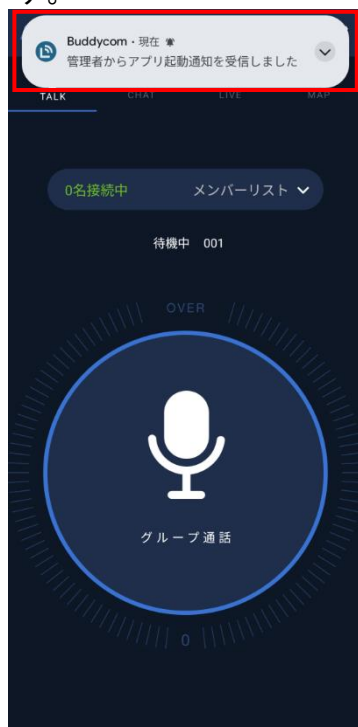 す。
Buddycom・現在
管理者からアプリ起動通知を受信しました
TALK CHAT LIVE MAP
0名接続中 メンバーリスト
待機中 001
OVER
グループ通話
0